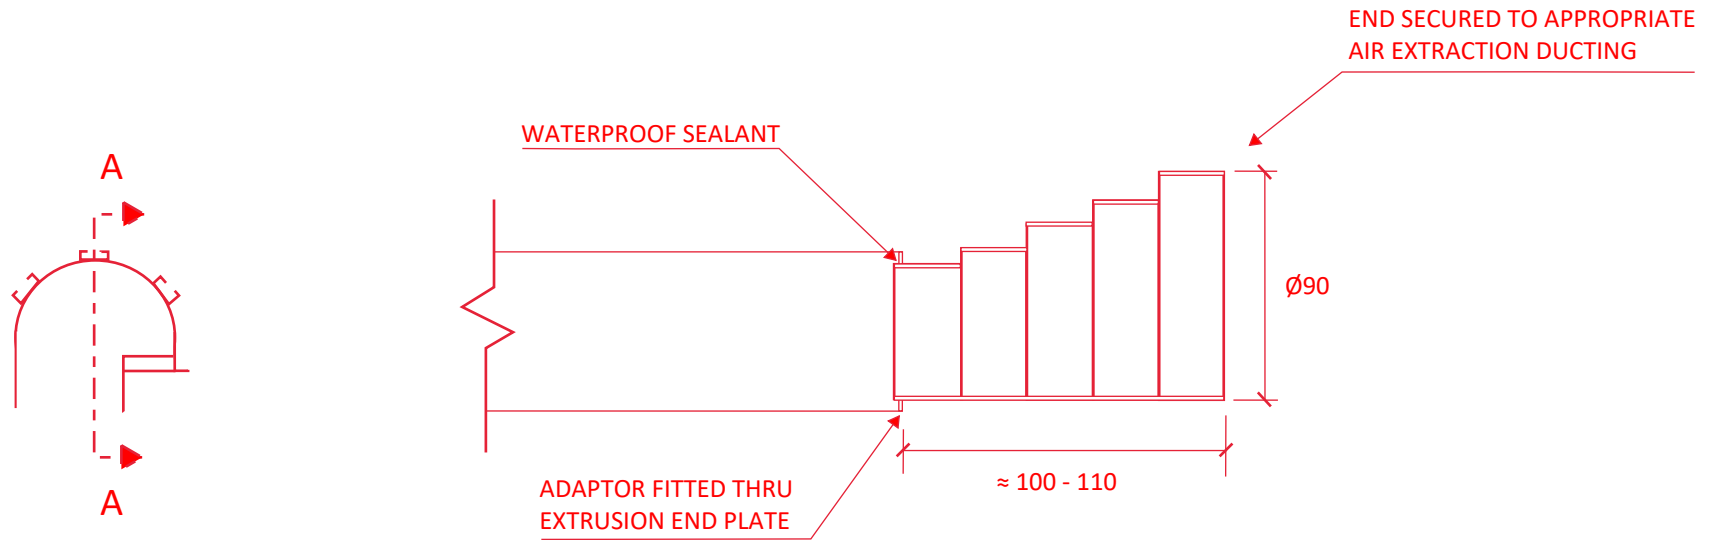 END SECURED TO APPROPRIATE
AIR EXTRACTION DUCTING
WATERPROOF SEALANT
A
Ø90
≈ 100 - 110
ADAPTOR FITTED THRU
EXTRUSION END PLATE
A